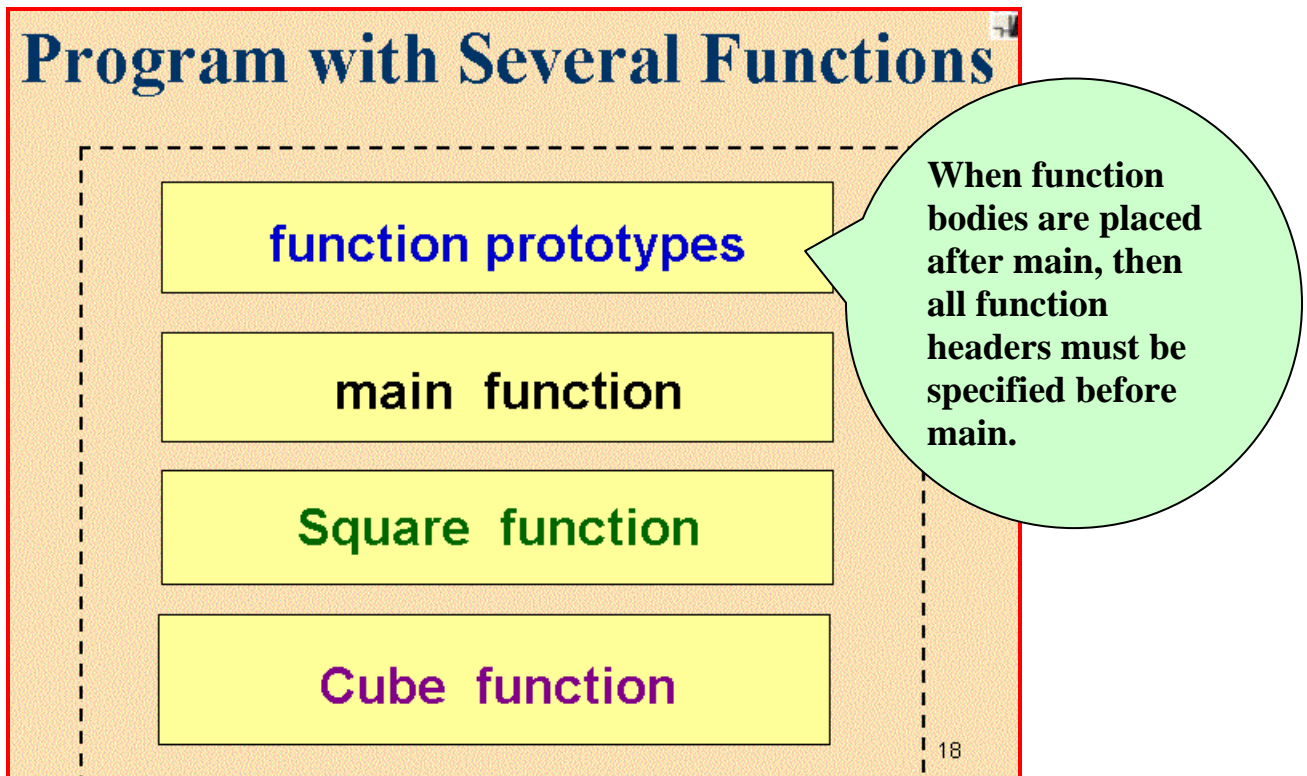 Program with Several Functions
function prototypes
When function
bodies are placed
after main, then
all function
headers must be
specified before
main.
main function
Square function
Cube function
18